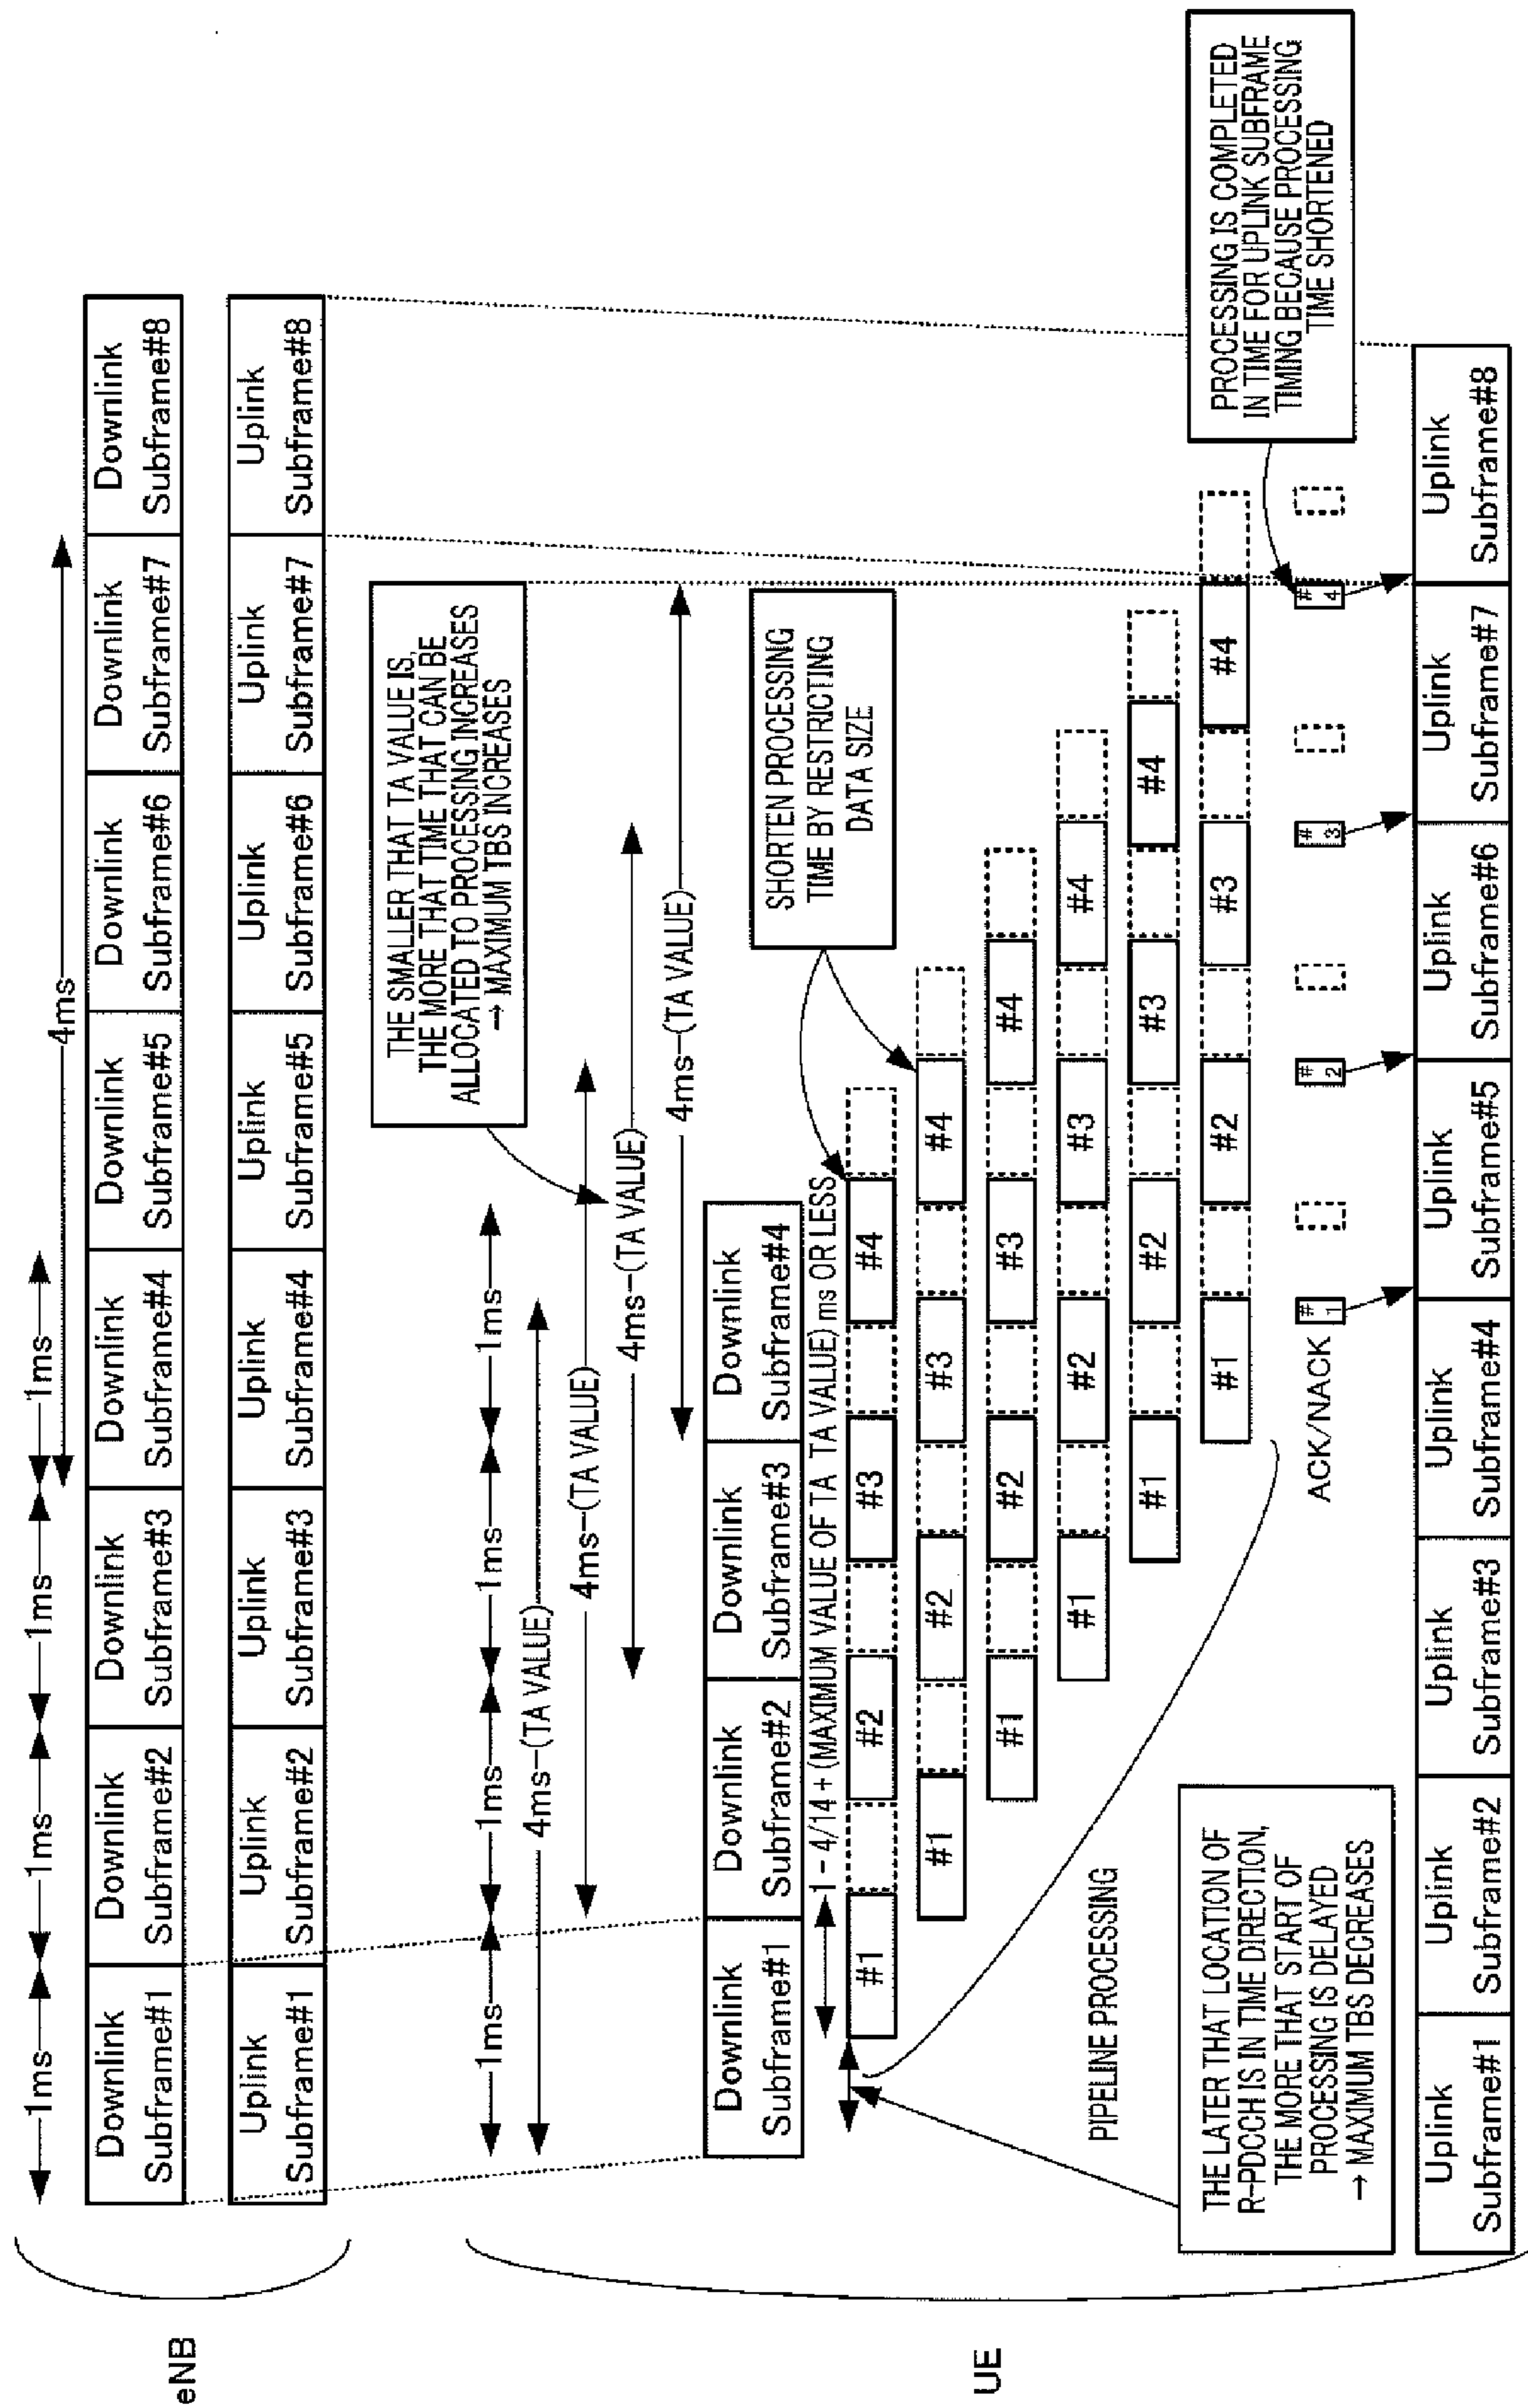 eNB
1ms
1ms
1ms
1ms
4ms
Downlink
Subframe#1
Downlink
Subframe#2
Downlink
Subframe#3
Downlink
Subframe#4
Downlink
Subframe#5
Downlink
Subframe#6
Downlink
Subframe#7
Downlink
Subframe#8
Uplink
Subframe#1
Uplink
Subframe#2
Uplink
Subframe#3
Uplink
Subframe#4
Uplink
Subframe#5
Uplink
Subframe#6
Uplink
Subframe#7
Uplink
Subframe#8
THE SMALLER THAT TA VALUE IS,
THE MORE THAT TIME THAT CAN BE
ALLOCATED TO PROCESSING INCREASES
→ MAXIMUM TBS INCREASES
UE
1ms
1ms
1ms
1ms
4ms-(TA VALUE)
4ms-(TA VALUE)
4ms-(TA VALUE)
4ms-(TA VALUE)
Downlink
Subframe#1
Downlink
Subframe#2
Downlink
Subframe#3
Downlink
Subframe#4
SHORTEN PROCESSING
TIME BY RESTRICTING
DATA SIZE
1 - 4/14 + (MAXIMUM VALUE OF TA TA VALUE) ms OR LESS
#1
#2
#3
#4
#1
#2
#3
#4
#1
#2
#3
#4
#1
#2
#3
#4
#1
#2
#3
#4
#1
#2
#3
#4
PIPELINE PROCESSING
ACK/NACK
# 1
# 2
# 3
# 4
PROCESSING IS COMPLETED
IN TIME FOR UPLINK SUBFRAME
TIMING BECAUSE PROCESSING
TIME SHORTENED
THE LATER THAT LOCATION OF
R-PDCCH IS IN TIME DIRECTION,
THE MORE THAT START OF
PROCESSING IS DELAYED
→ MAXIMUM TBS DECREASES
Uplink
Subframe#1
Uplink
Subframe#2
Uplink
Subframe#3
Uplink
Subframe#4
Uplink
Subframe#5
Uplink
Subframe#6
Uplink
Subframe#7
Uplink
Subframe#8